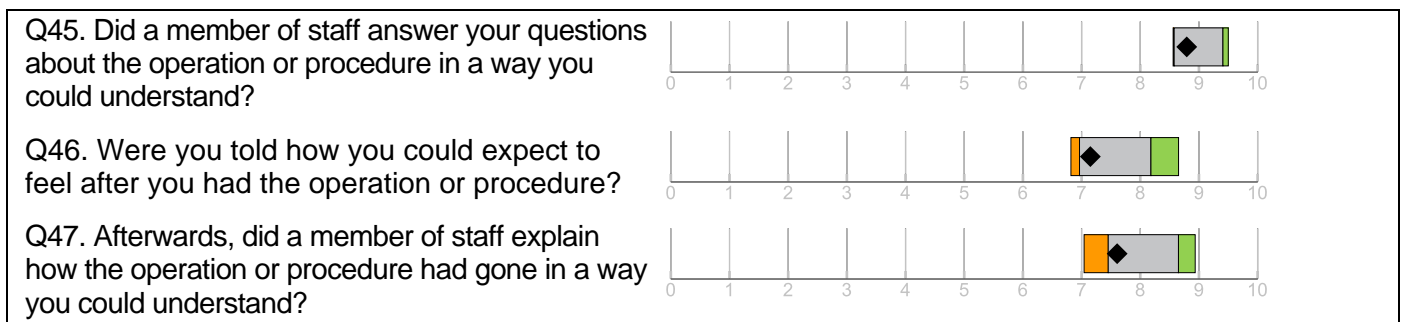 Q45. Did a member of staff answer your questions
about the operation or procedure in a way you
could understand?
0 1 2 3 4 5 6 7 8 9 10
Q46. Were you told how you could expect to
feel after you had the operation or procedure?
0 1 2 3 4 5 6 7 8 9 10
Q47. Afterwards, did a member of staff explain
how the operation or procedure had gone in a way
you could understand?
0 1 2 3 4 5 6 7 8 9 10